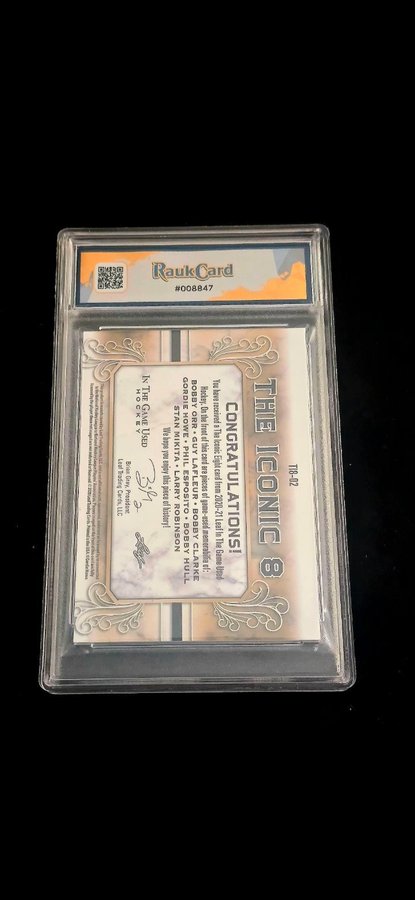 RaukCard
#008847
TI8-02
THE ICONIC 8
CONGRATULATIONS!
You have received a The Iconic Eight card from 2020-21 Leaf In The Game Used
Hockey. On the front of this card are pieces of game-used memorabilia of:
BOBBY ORR • GUY LAFLEUR • BOBBY CLARKE
GORDIE HOWE • PHIL ESPOSITO • BOBBY HULL
STAN MIKITA • LARRY ROBINSON
We hope you enjoy this piece of history!
IN THE GAME USED
HOCKEY
Brian Gray, President
Leaf Trading Cards, LLC
Leaf